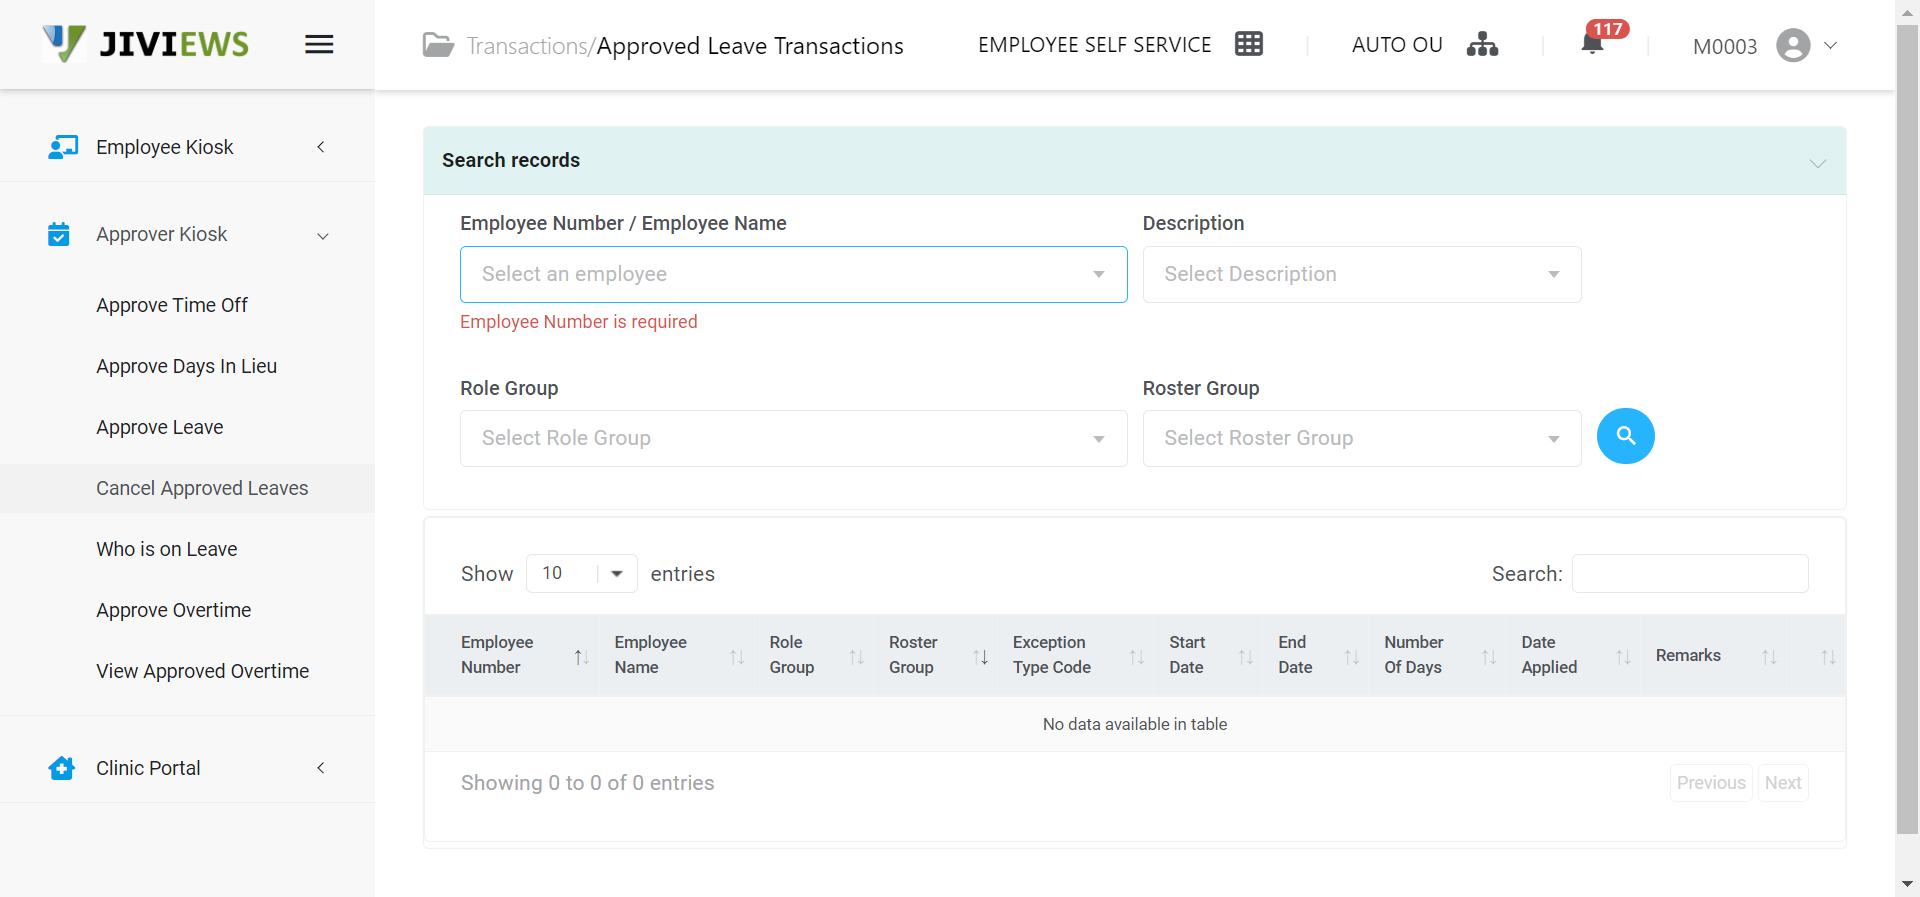 JIVIEWS
Transactions/Approved Leave Transactions
EMPLOYEE SELF SERVICE
AUTO OU
117
M0003
Employee Kiosk
Approver Kiosk
Approve Time Off
Approve Days In Lieu
Approve Leave
Cancel Approved Leaves
Who is on Leave
Approve Overtime
View Approved Overtime
Clinic Portal
Search records
Employee Number / Employee Name
Select an employee
Employee Number is required
Description
Select Description
Role Group
Select Role Group
Roster Group
Select Roster Group
Show 10 entries
Search:
Employee Number
Employee Name
Role Group
Roster Group
Exception Type Code
Start Date
End Date
Number Of Days
Date Applied
Remarks
No data available in table
Showing 0 to 0 of 0 entries
Previous
Next